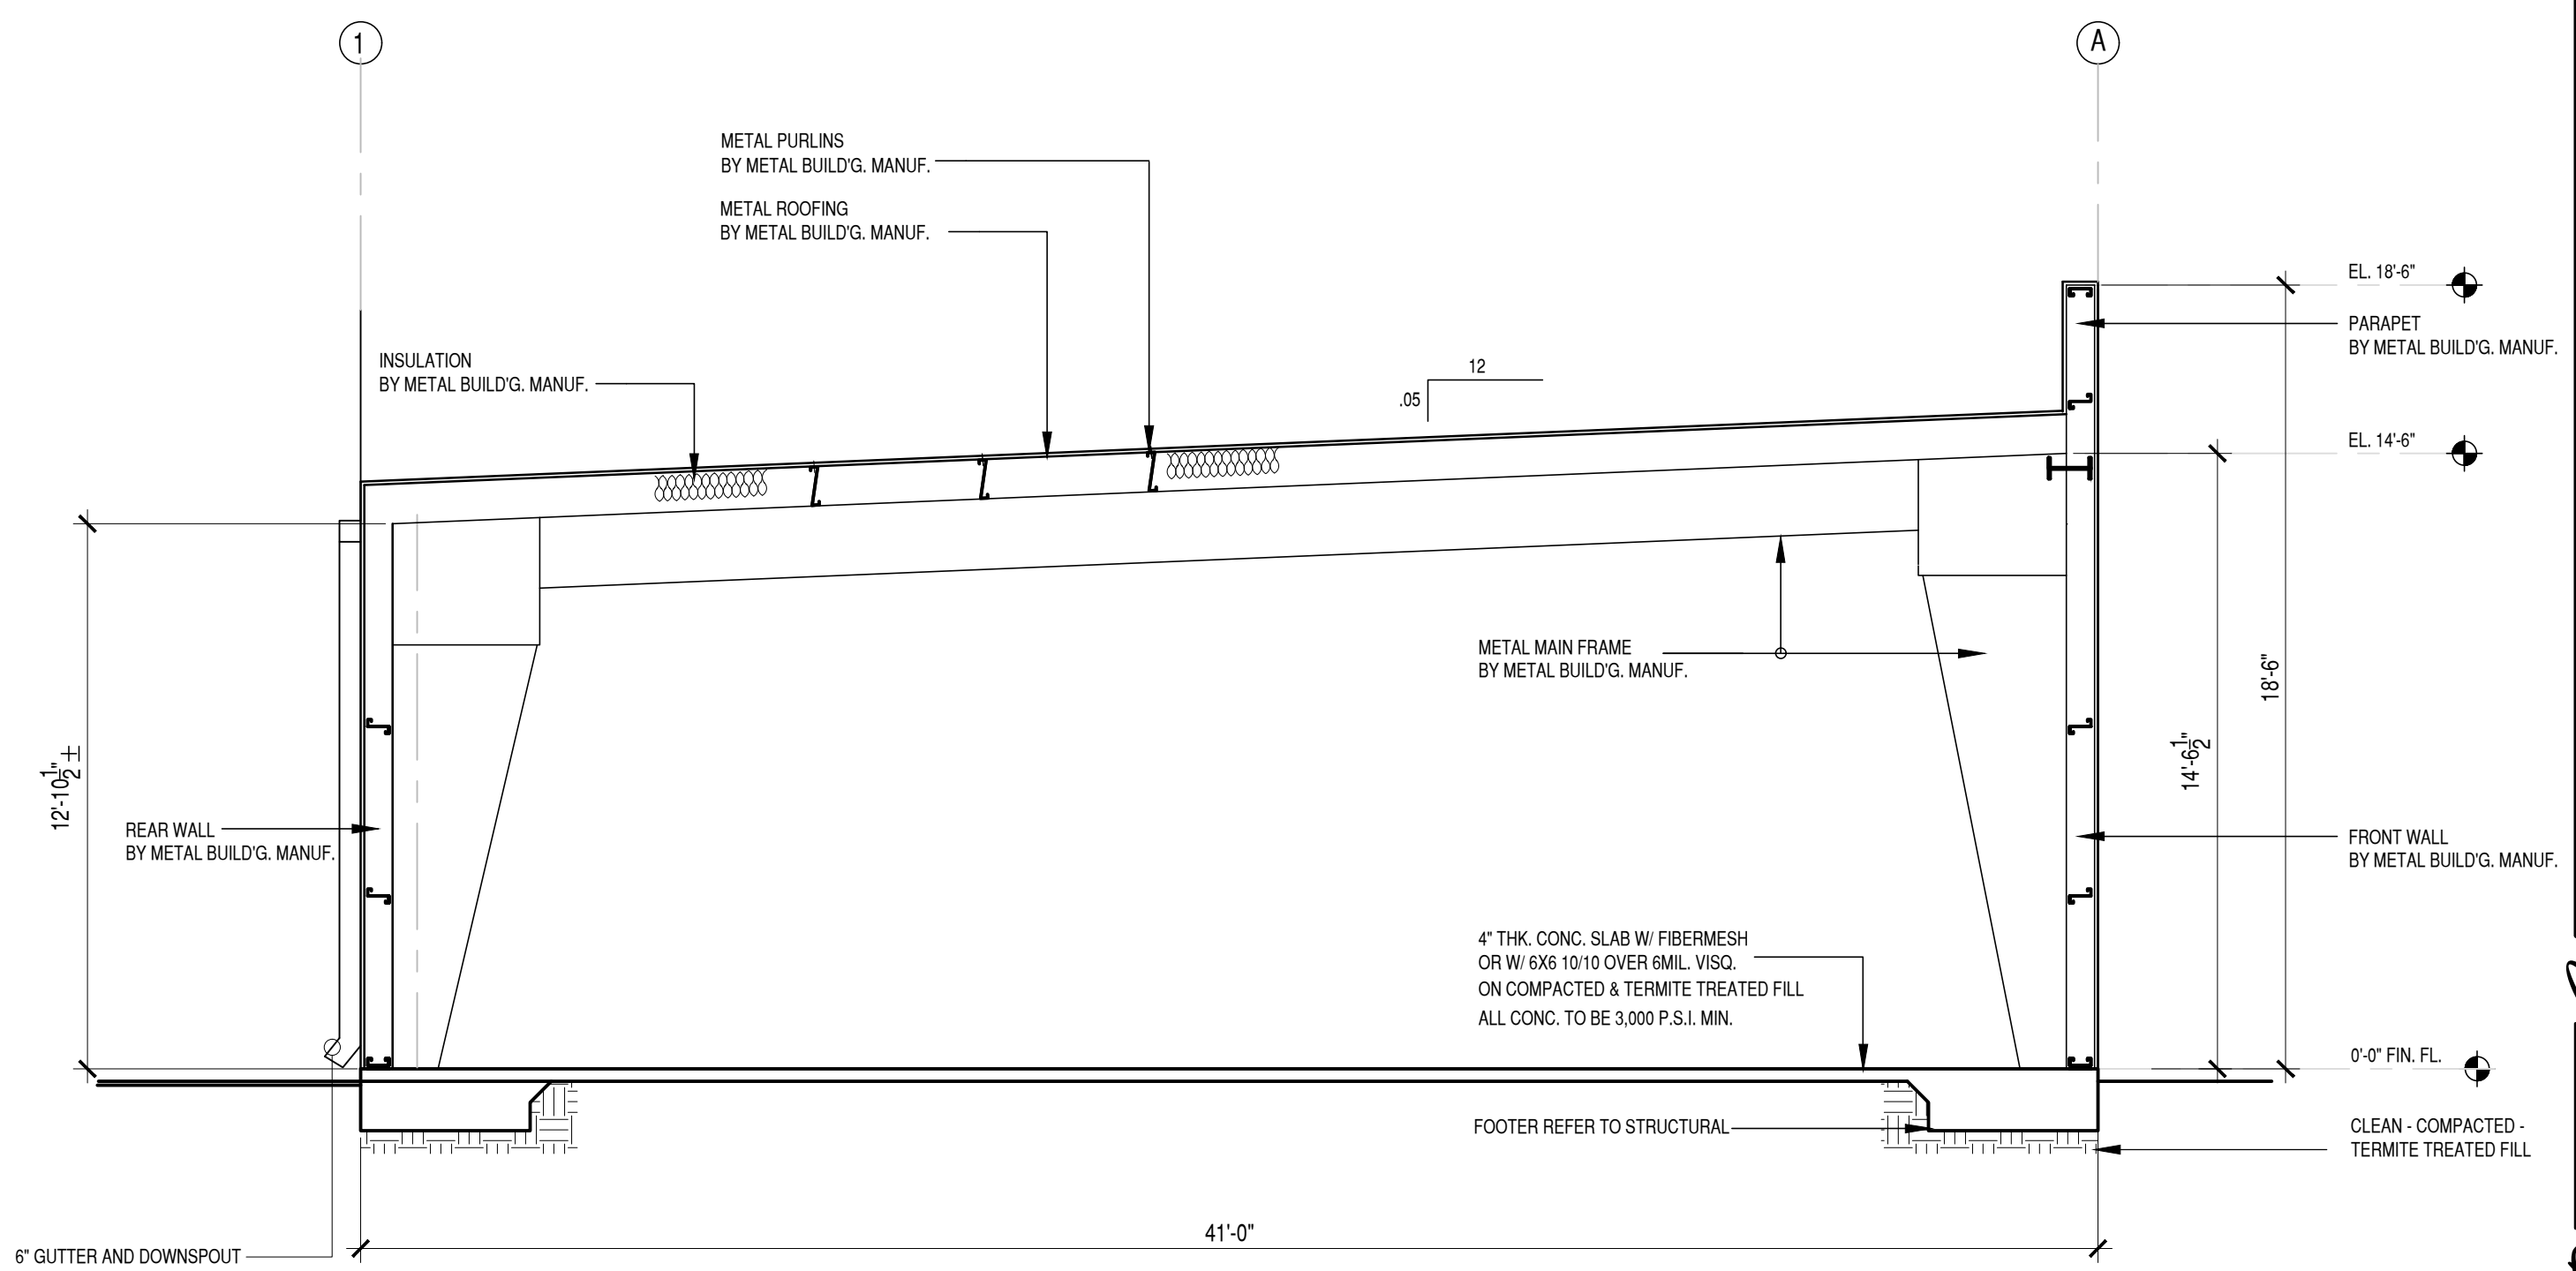 1
A
METAL PURLINS
BY METAL BUILD'G. MANUF.
METAL ROOFING
BY METAL BUILD'G. MANUF.
EL. 18'-6"
PARAPET
BY METAL BUILD'G. MANUF.
INSULATION
BY METAL BUILD'G. MANUF.
12
.05
EL. 14'-6"
METAL MAIN FRAME
BY METAL BUILD'G. MANUF.
18'-6"
14'-6 1/2"
12'-10 1/2" ±
REAR WALL
BY METAL BUILD'G. MANUF.
FRONT WALL
BY METAL BUILD'G. MANUF.
4" THK. CONC. SLAB W/ FIBERMESH
OR W/ 6X6 10/10 OVER 6MIL. VISQ.
ON COMPACTED & TERMITE TREATED FILL
ALL CONC. TO BE 3,000 P.S.I. MIN.
0'-0" FIN. FL.
FOOTER REFER TO STRUCTURAL
CLEAN - COMPACTED -
TERMITE TREATED FILL
41'-0"
6" GUTTER AND DOWNSPOUT